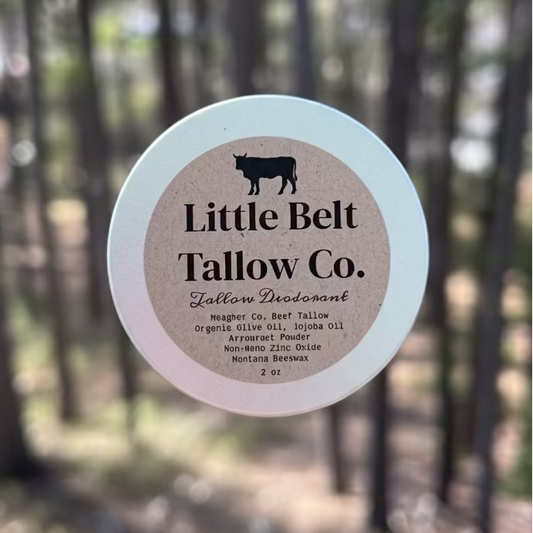 Little Belt
Tallow Co.
Tallow Deodorant
Meagher Co. Beef Tallow
Organic Olive Oil, Jojoba Oil
Arrouraet Powder
Non-Nano Zinc Oxide
Montana Beeswax
2 oz